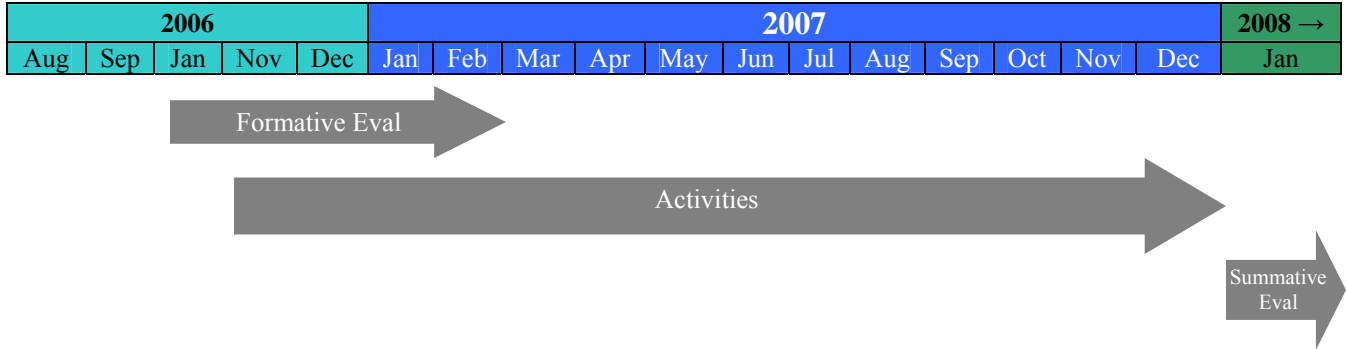 2006 2007 2008 →
Aug Sep Jan Nov Dec Jan Feb Mar Apr May Jun Jul Aug Sep Oct Nov Dec Jan
Formative Eval
Activities
Summative
Eval